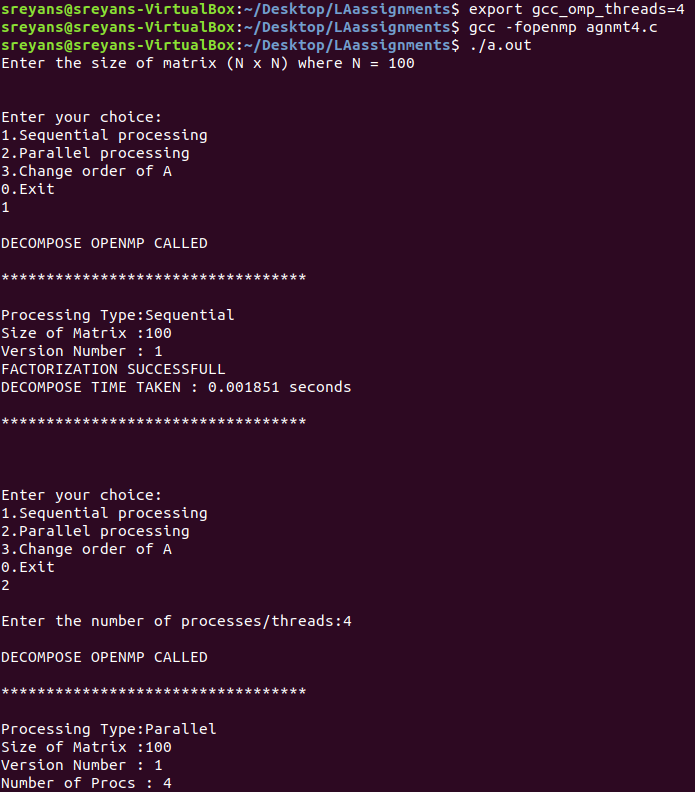 sreyans@sreyans-VirtualBox:~/Desktop/LAassignments$ export gcc_omp_threads=4
sreyans@sreyans-VirtualBox:~/Desktop/LAassignments$ gcc -fopenmp agnmt4.c
sreyans@sreyans-VirtualBox:~/Desktop/LAassignments$ ./a.out
Enter the size of matrix (N x N) where N = 100
Enter your choice:
1.Sequential processing
2.Parallel processing
3.Change order of A
0.Exit
1
DECOMPOSE OPENMP CALLED
**********************************
Processing Type:Sequential
Size of Matrix :100
Version Number : 1
FACTORIZATION SUCCESSFULL
DECOMPOSE TIME TAKEN : 0.001851 seconds
**********************************
Enter your choice:
1.Sequential processing
2.Parallel processing
3.Change order of A
0.Exit
2
Enter the number of processes/threads:4
DECOMPOSE OPENMP CALLED
**********************************
Processing Type:Parallel
Size of Matrix :100
Version Number : 1
Number of Procs : 4